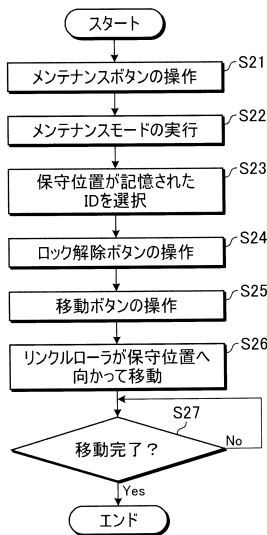 スタート
S21
メンテナンスボタンの操作
S22
メンテナンスモードの実行
S23
保守位置が記憶された
IDを選択
S24
ロック解除ボタンの操作
S25
移動ボタンの操作
S26
リンクルローラが保守位置へ
向かって移動
S27
移動完了?
No
Yes
エンド